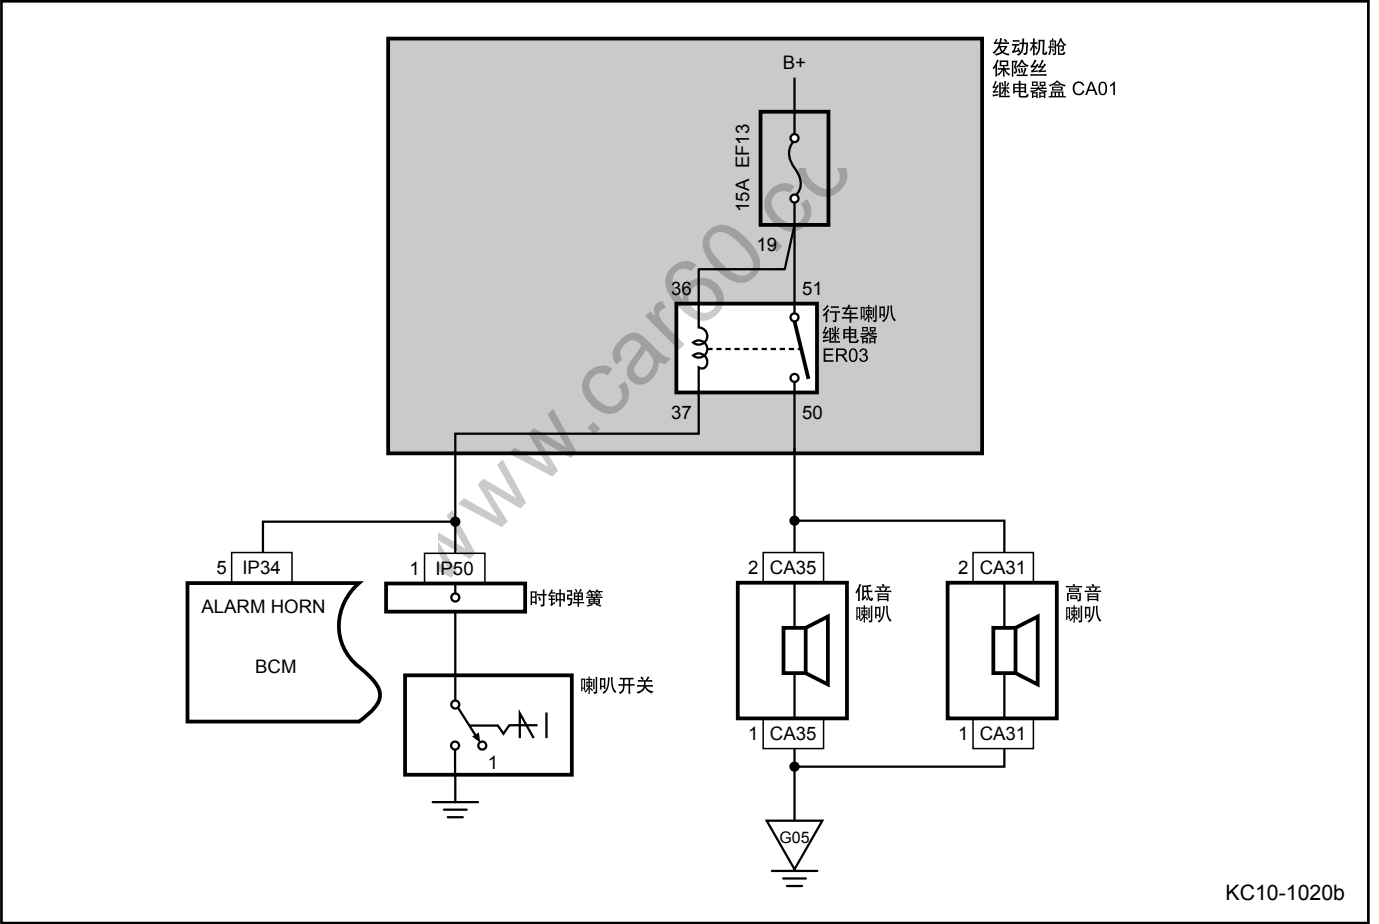 发动机舱
保险丝
继电器盒 CA01
B+
15A EF13
19
36
51
行车喇叭
继电器
ER03
37
50
www.car60.cc
5 IP34
1 IP50
2 CA35
2 CA31
ALARM HORN
BCM
时钟弹簧
低音
喇叭
高音
喇叭
喇叭开关
1
1 CA35
1 CA31
G05
KC10-1020b